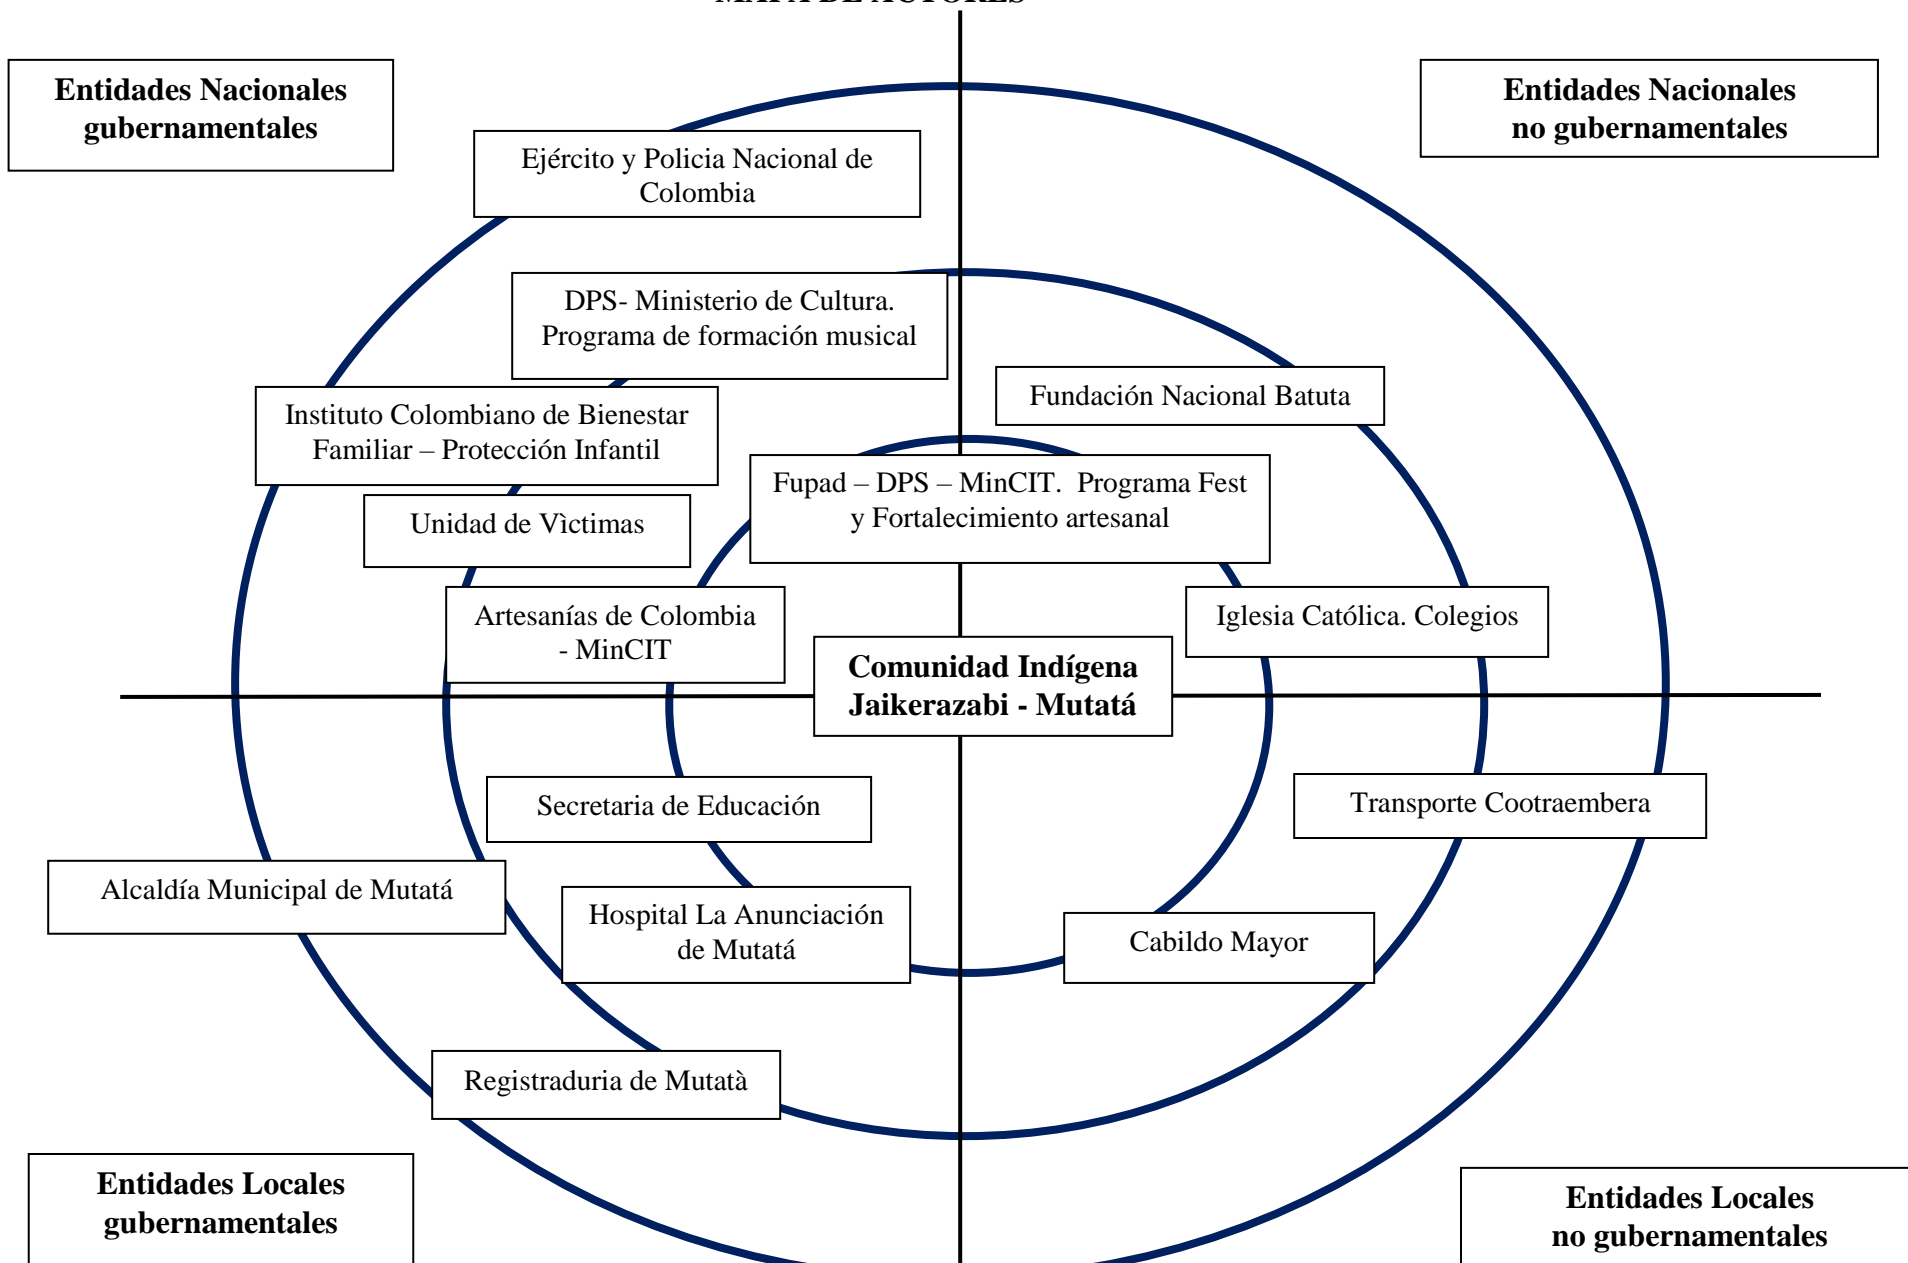 MAPA DE AUTORES
Entidades Nacionales
gubernamentales
Entidades Nacionales
no gubernamentales
Ejército y Policia Nacional de
Colombia
DPS- Ministerio de Cultura.
Programa de formación musical
Fundación Nacional Batuta
Instituto Colombiano de Bienestar
Familiar – Protección Infantil
Fupad – DPS – MinCIT. Programa Fest
y Fortalecimiento artesanal
Unidad de Vìctimas
Artesanías de Colombia
- MinCIT
Iglesia Católica. Colegios
Comunidad Indígena
Jaikerazabi - Mutatá
Secretaria de Educación
Transporte Cootraembera
Alcaldía Municipal de Mutatá
Hospital La Anunciación
de Mutatá
Cabildo Mayor
Registraduria de Mutatà
Entidades Locales
gubernamentales
Entidades Locales
no gubernamentales